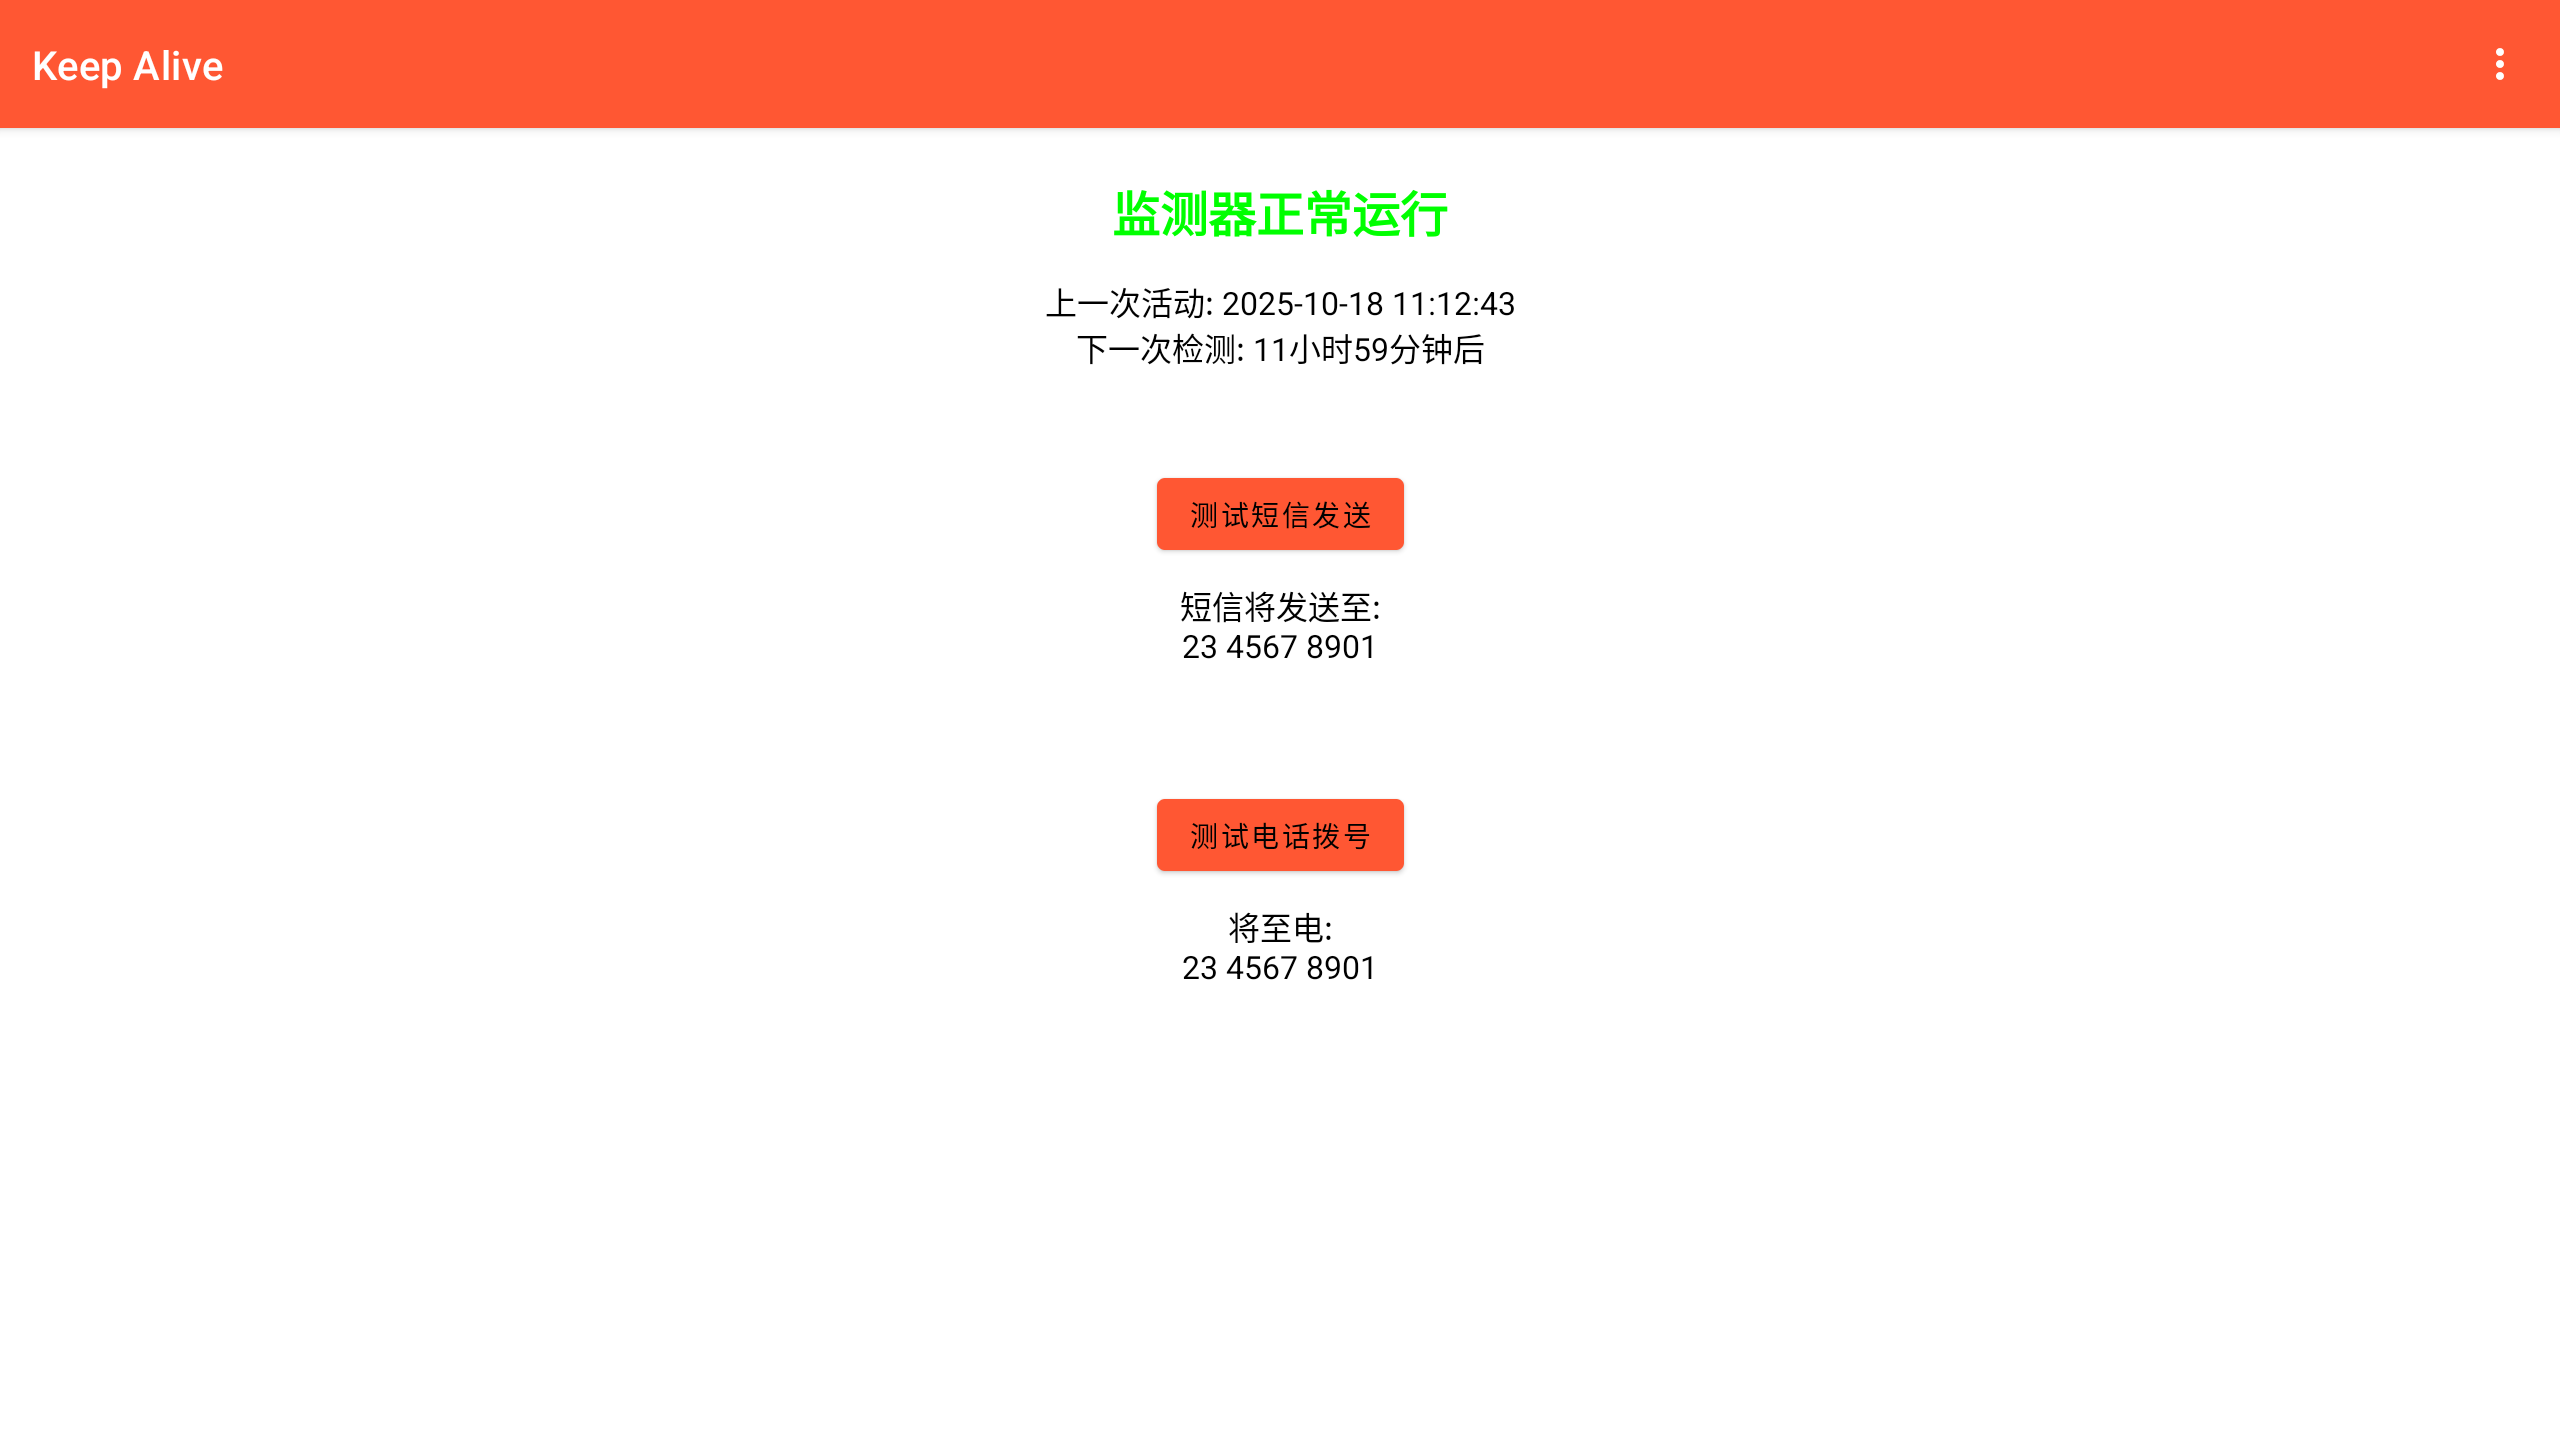 Keep Alive
监测器正常运行
上一次活动: 2025-10-18 11:12:43
下一次检测: 11小时59分钟后
测试短信发送
短信将发送至:
23 4567 8901
测试电话拨号
将至电:
23 4567 8901